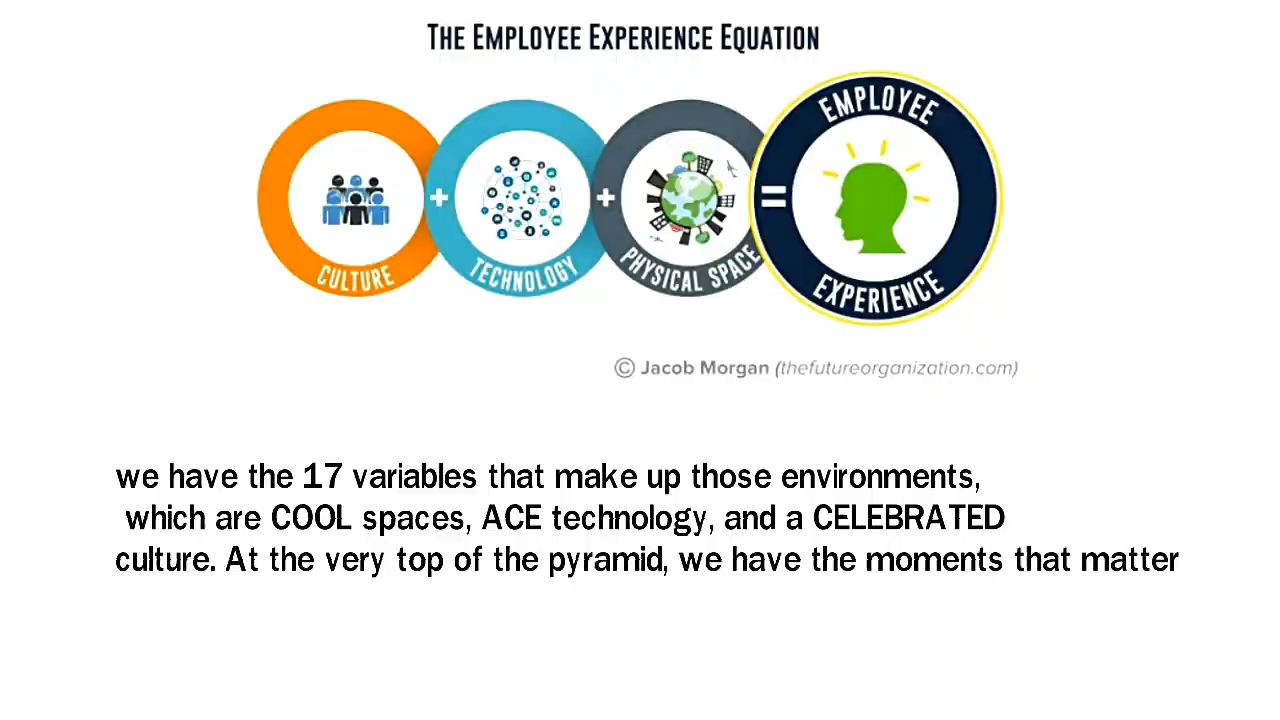 THE EMPLOYEE EXPERIENCE EQUATION
CULTURE
+
TECHNOLOGY
+
PHYSICAL SPACE
=
EMPLOYEE
EXPERIENCE
© Jacob Morgan (thefutureorganization.com)
we have the 17 variables that make up those environments,
which are COOL spaces, ACE technology, and a CELEBRATED
culture. At the very top of the pyramid, we have the moments that matter